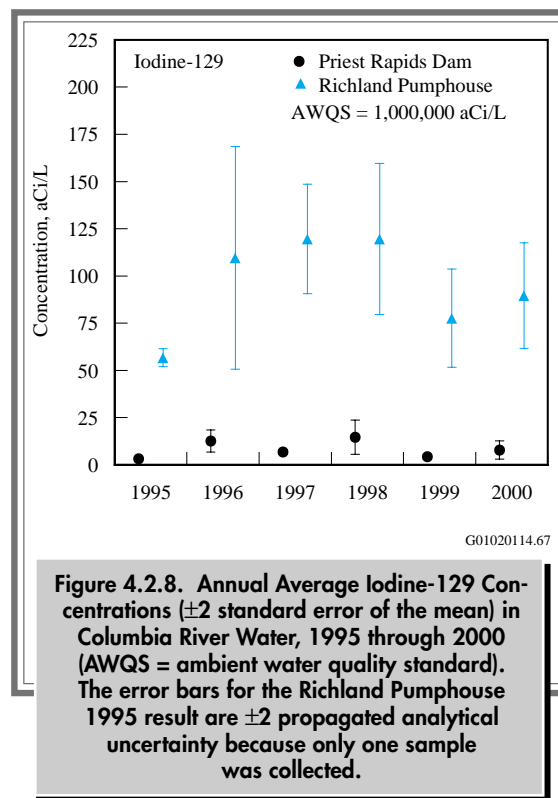 Iodine-129
Priest Rapids Dam
Richland Pumphouse
AWQS = 1,000,000 aCi/L
Concentration, aCi/L
225
200
175
150
125
100
75
50
25
0
1995 1996 1997 1998 1999 2000
G01020114.67
Figure 4.2.8. Annual Average Iodine-129 Con-
centrations (±2 standard error of the mean) in
Columbia River Water, 1995 through 2000
(AWQS = ambient water quality standard).
The error bars for the Richland Pumphouse
1995 result are ±2 propagated analytical
uncertainty because only one sample
was collected.